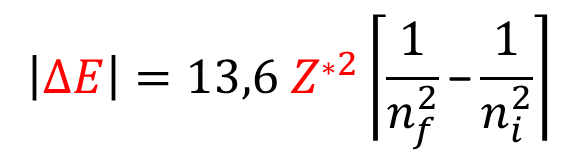 |ΔE| = 13,6 Z*² ⌈1/n_f² − 1/n_i²⌉